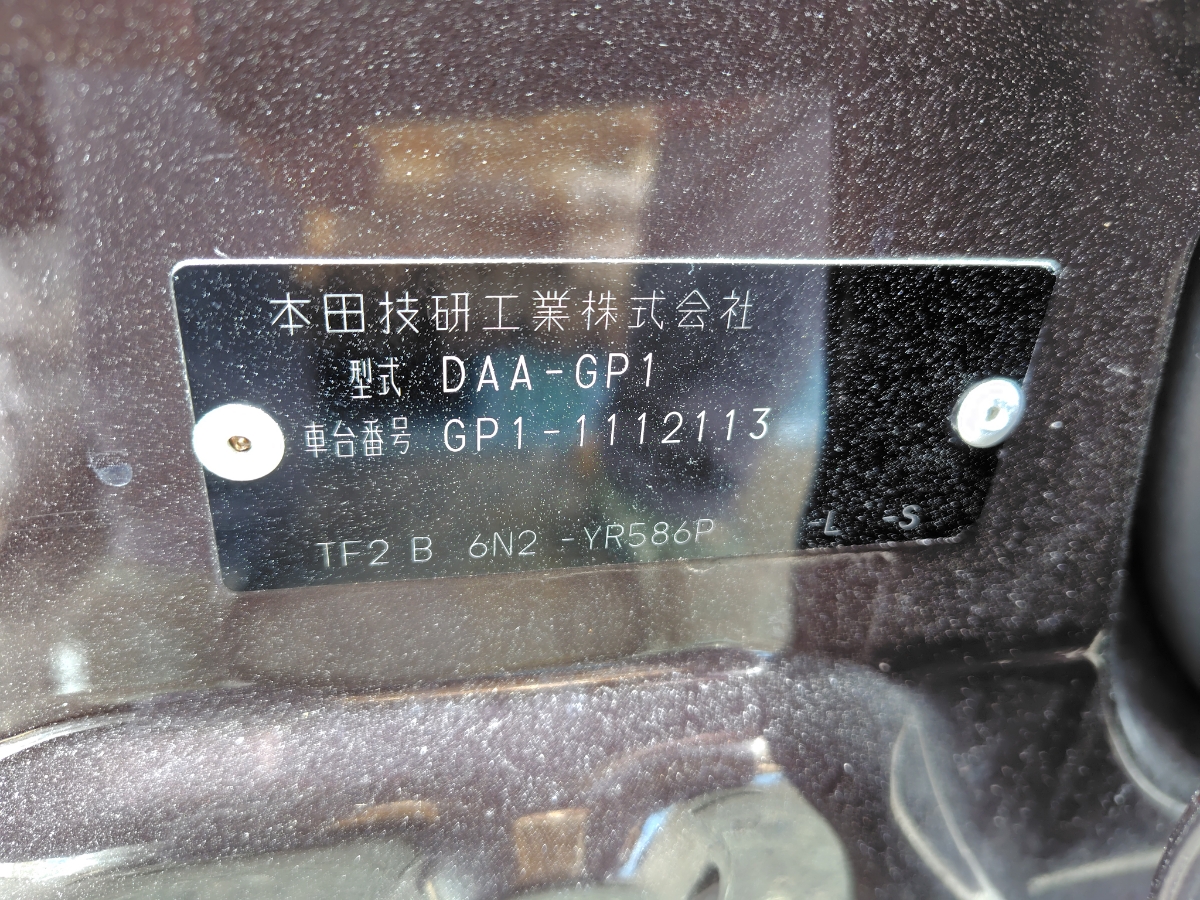 本田技研工業株式会社
型式 DAA-GP1
車台番号 GP1-1112113
TF2 B 6N2 -YR586P -L -S